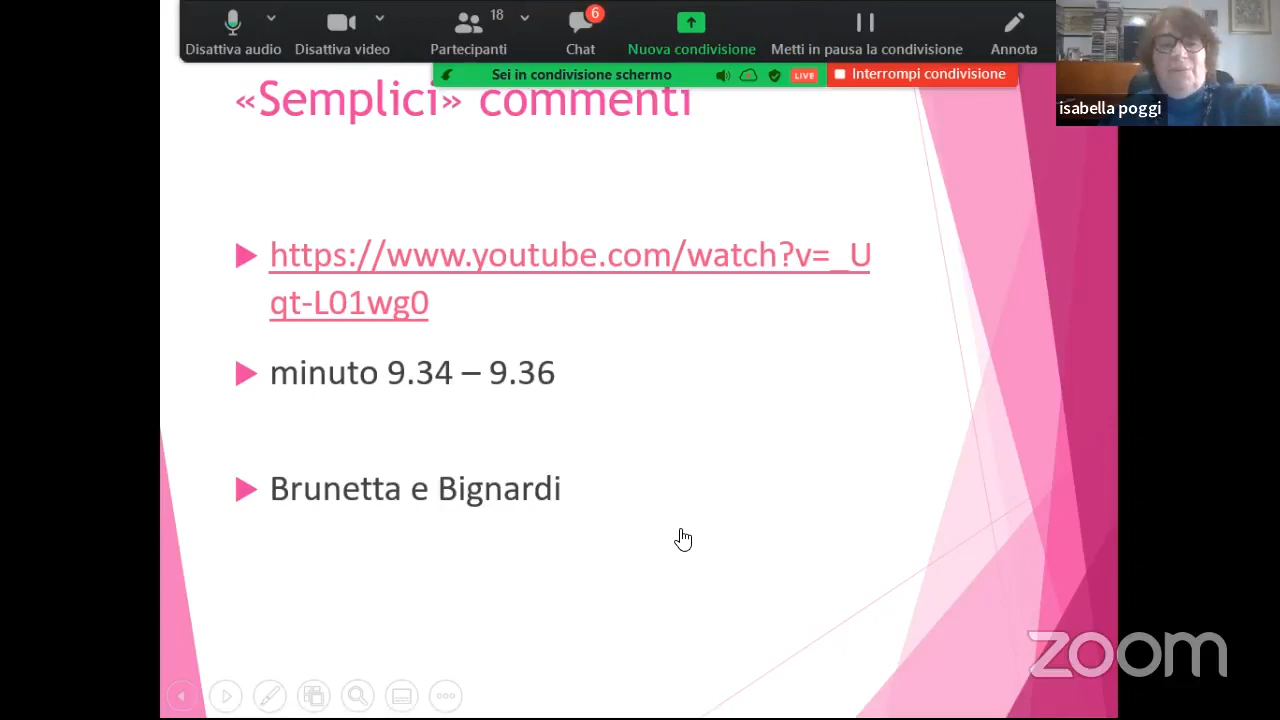 Disattiva audio
Disattiva video
18
Partecipanti
6
Chat
Nuova condivisione
Metti in pausa la condivisione
Annota
Sei in condivisione schermo
LIVE
Interrompi condivisione
isabella poggi
«Semplici» commenti
https://www.youtube.com/watch?v=_U
qt-L01wg0
minuto 9.34 – 9.36
Brunetta e Bignardi
zoom